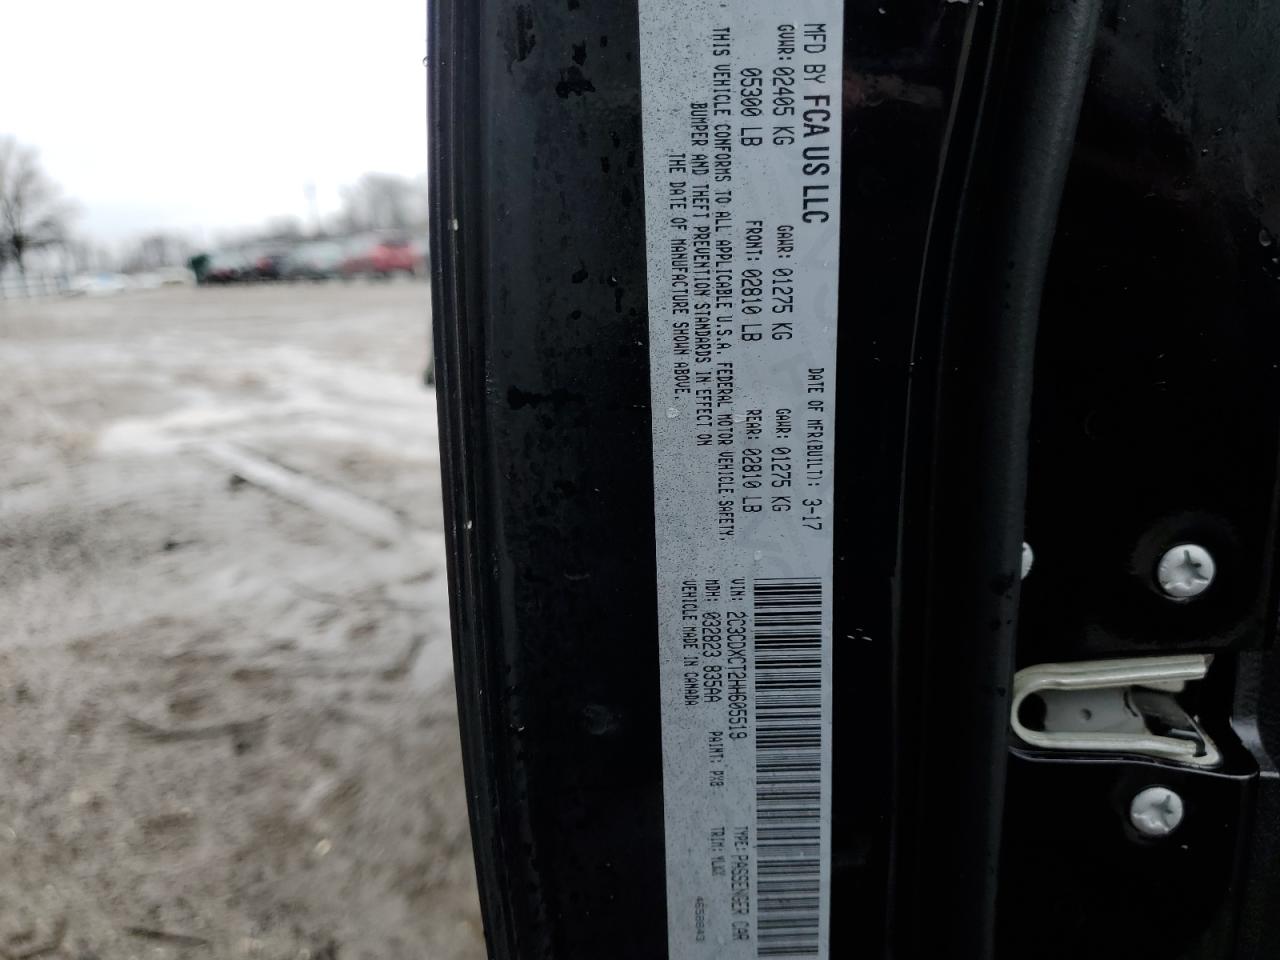 MFD BY FCA US LLC
DATE OF MFR(BUILT): 3-17
GVWR: 02405 KG GAWR: 01275 KG GAWR: 01275 KG
05300 LB FRONT: 02810 LB REAR: 02810 LB
THIS VEHICLE CONFORMS TO ALL APPLICABLE U.S.A. FEDERAL MOTOR VEHICLE SAFETY,
BUMPER AND THEFT PREVENTION STANDARDS IN EFFECT ON
THE DATE OF MANUFACTURE SHOWN ABOVE.
VIN: 2C3CDXCT2HH605519 TYPE: PASSENGER CAR
MDH: 032823 835AA PAINT: PX8 TRIM:
VEHICLE MADE IN CANADA